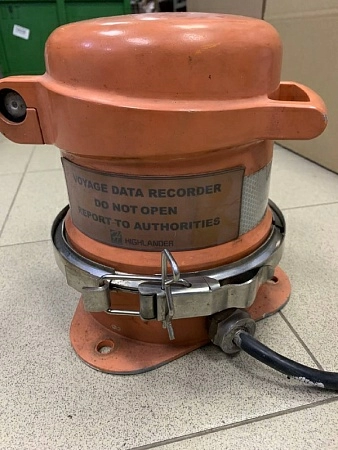 VOYAGE DATA RECORDER
DO NOT OPEN
REPORT TO AUTHORITIES
HIGHLANDER